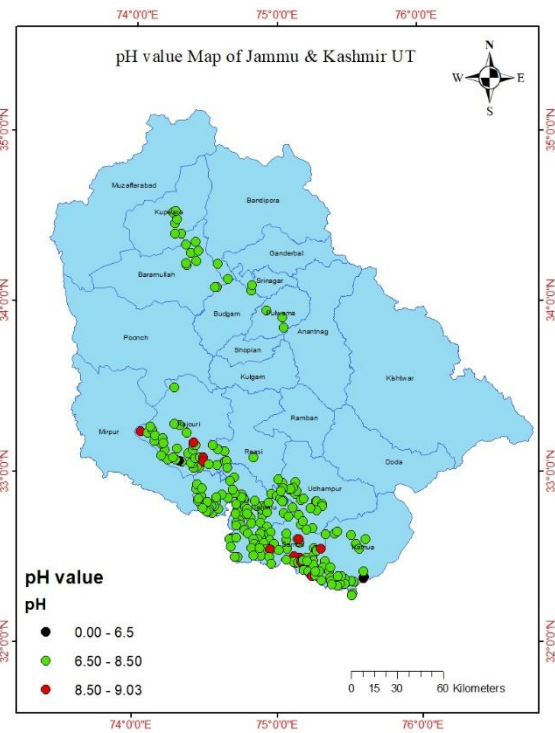 74°0'0"E 75°0'0"E 76°0'0"E
pH value Map of Jammu & Kashmir UT
N
W E
S
35°0'0"N 35°0'0"N
Muzafferabad
Kupwara
Bandipora
Ganderbal
Baramullah
Srinagar
34°0'0"N 34°0'0"N
Budgam
Pulwama
Anantnag
Poonch
Shopian
Kulgam
Kishtwar
Ramban
Mirpur
Rajouri
Reasi
Doda
33°0'0"N 33°0'0"N
Udhampur
Kathua
pH value
pH
0.00 - 6.5
6.50 - 8.50
8.50 - 9.03
32°0'0"N 32°0'0"N
0 15 30 60 Kilometers
74°0'0"E 75°0'0"E 76°0'0"E